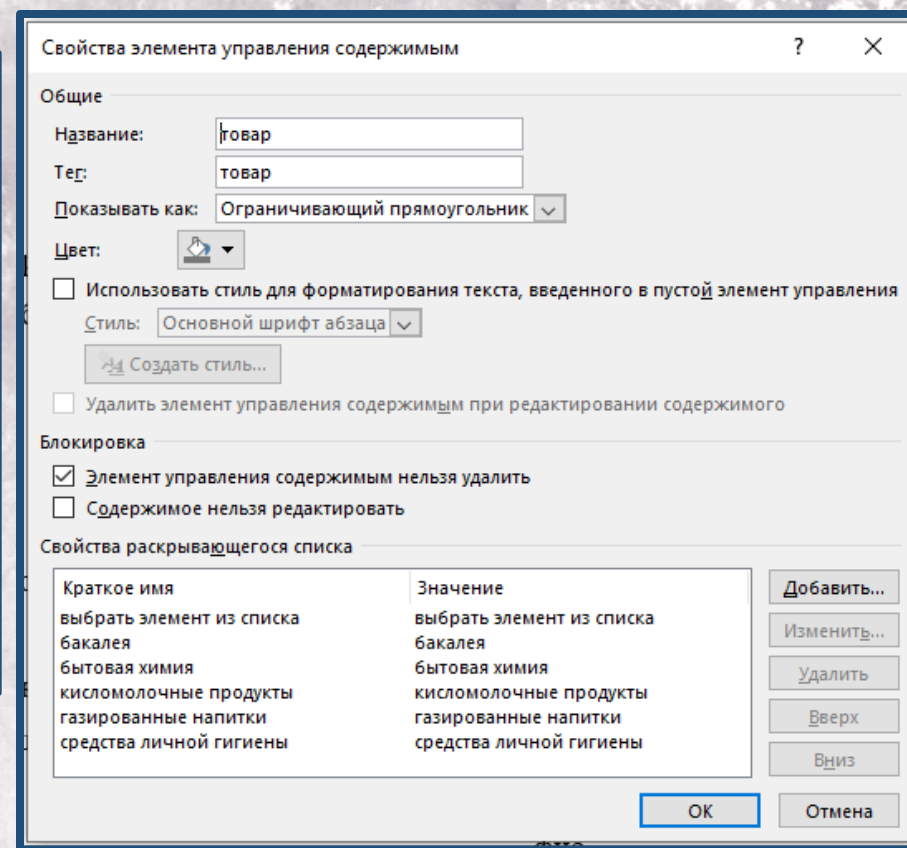 Свойства элемента управления содержимым ? ×
Общие
Название: товар
Тег: товар
Показывать как: Ограничивающий прямоугольник
Цвет:
Использовать стиль для форматирования текста, введенного в пустой элемент управления
Стиль: Основной шрифт абзаца
Создать стиль...
Удалить элемент управления содержимым при редактировании содержимого
Блокировка
Элемент управления содержимым нельзя удалить
Содержимое нельзя редактировать
Свойства раскрывающегося списка
Краткое имя Значение Добавить...
выбрать элемент из списка выбрать элемент из списка
бакалея бакалея Изменить...
бытовая химия бытовая химия Удалить
кисломолочные продукты кисломолочные продукты
газированные напитки газированные напитки Вверх
средства личной гигиены средства личной гигиены
Вниз
ОК Отмена